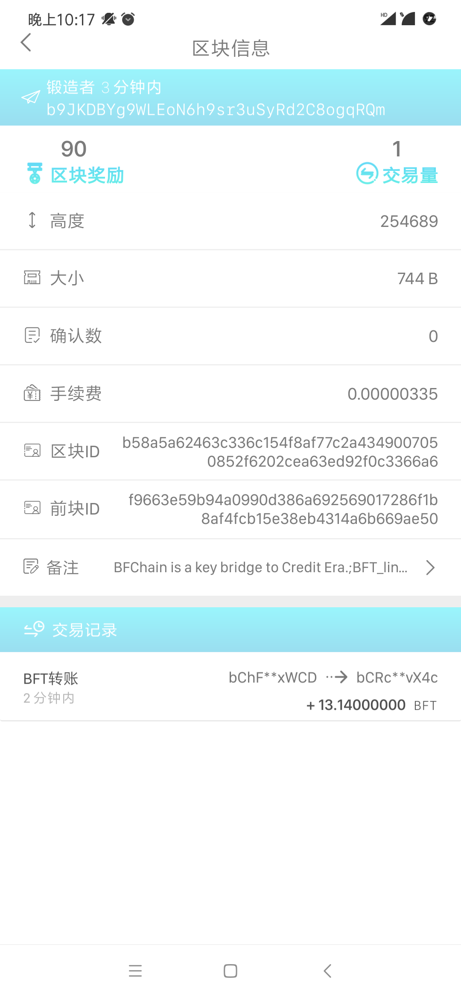 晚上10:17
HD
区块信息
锻造者 3 分钟内
b9JKDBYg9WLEoN6h9sr3uSyRd2C8ogqRQm
90
1
区块奖励
交易量
高度
254689
大小
744 B
确认数
0
手续费
0.00000335
区块ID
b58a5a62463c336c154f8af77c2a434900705
0852f6202cea63ed92f0c3366a6
前块ID
f9663e59b94a0990d386a692569017286f1b
8af4fcb15e38eb4314a6b669ae50
备注
BFChain is a key bridge to Credit Era.;BFT_lin...
交易记录
BFT转账
bChF**xWCD ··→ bCRc**vX4c
2 分钟内
+ 13.14000000 BFT